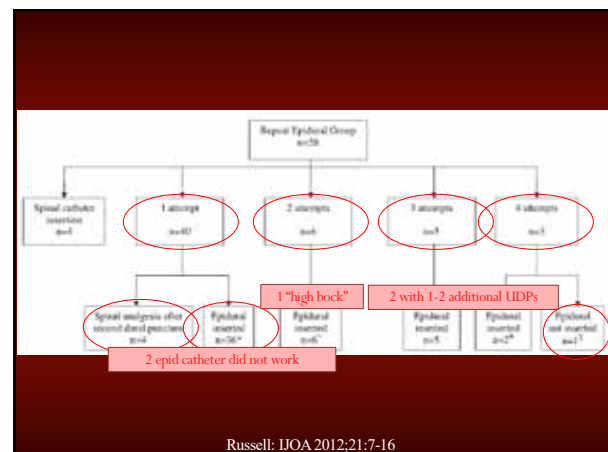 Repeat Epidural Group
n=58
Spinal catheter
insertion
n=4
1 attempt
n=40
2 attempts
n=6
3 attempts
n=5
4 attempts
n=3
1 "high bock"
2 with 1-2 additional UDPs
Spinal analgesia after
second dural puncture
n=4
Epidural
inserted
n=36*
Epidural
inserted
n=6
Epidural
inserted
n=5
Epidural
inserted
n=2
Epidural
not inserted
n=1
2 epid catheter did not work
Russell: IJOA 2012;21:7-16